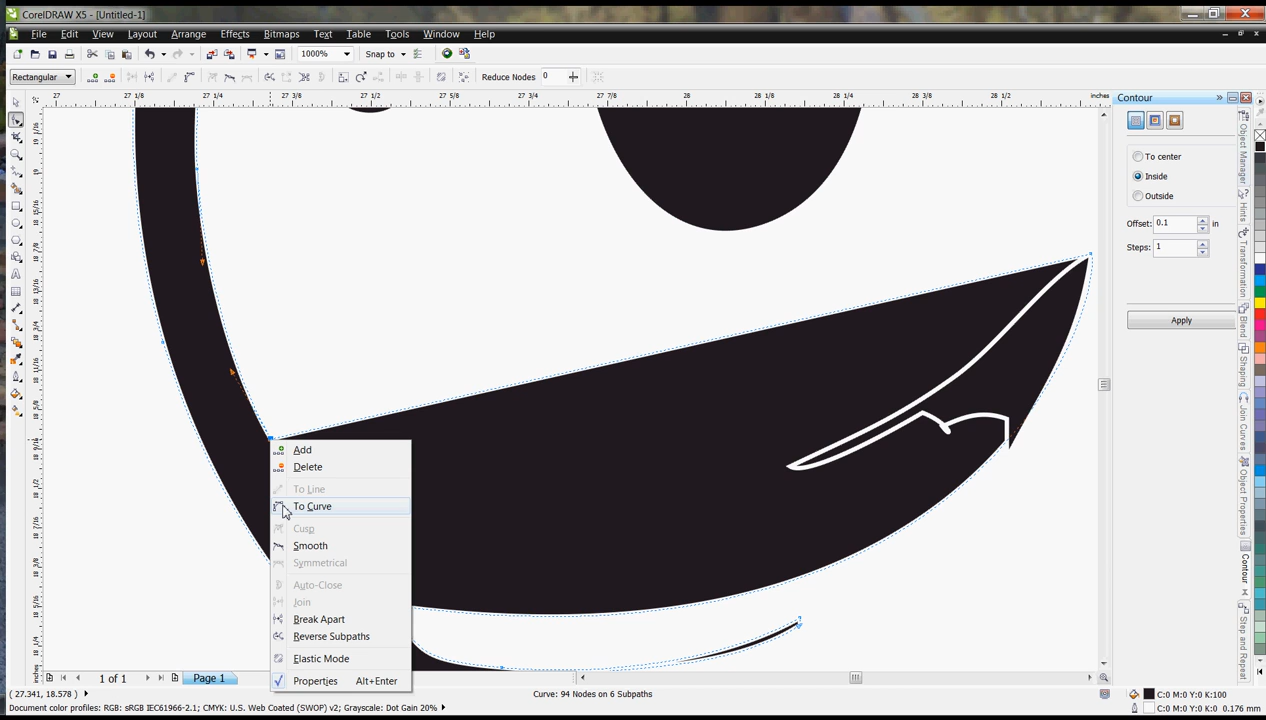 CorelDRAW X5 - [Untitled-1]
File Edit View Layout Arrange Effects Bitmaps Text Table Tools Window Help
1000% Snap to
Rectangular Reduce Nodes 0
27 27 1/8 27 1/4 27 3/8 27 1/2 27 5/8 27 7/8 28 28 1/8 28 1/4 28 3/8 28 1/2 inches
Contour
To center
Inside
Outside
Offset: 0.1 in
Steps: 1
Apply
Object Manager
Hints
Transformation
Blend
Shaping
Join Curves
Object Properties
Contour
Step and Repeat
Add
Delete
To Line
To Curve
Cusp
Smooth
Symmetrical
Auto-Close
Join
Break Apart
Reverse Subpaths
Elastic Mode
Properties Alt+Enter
1 of 1 Page 1
( 27.341, 18.578 ) Curve: 94 Nodes on 6 Subpaths C:0 M:0 Y:0 K:100
Document color profiles: RGB: sRGB IEC61966-2.1; CMYK: U.S. Web Coated (SWOP) v2; Grayscale: Dot Gain 20% C:0 M:0 Y:0 K:0 0.176 mm